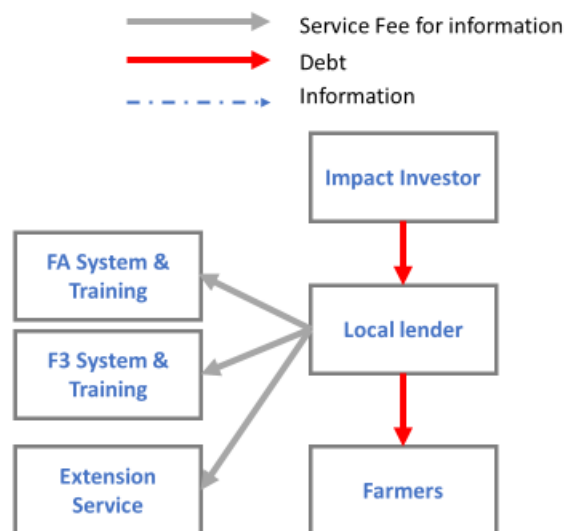 Service Fee for information
Debt
Information
Impact Investor
FA System &
Training
Local lender
F3 System &
Training
Extension
Service
Farmers